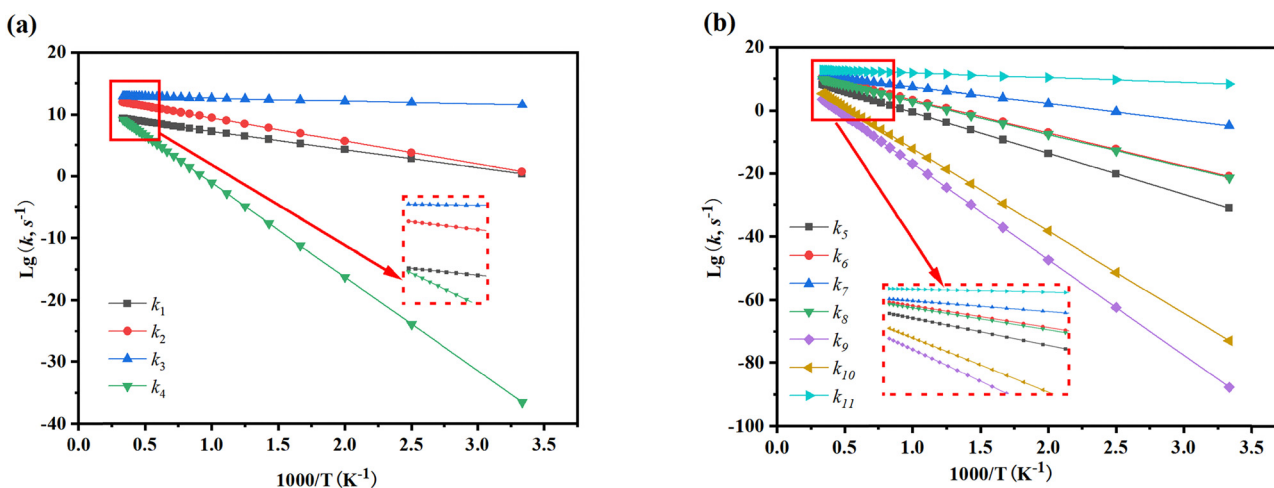 (a)
20
10
0
-10
-20
-30
-40
Lg(k, s⁻¹)
k₁
k₂
k₃
k₄
0.0 0.5 1.0 1.5 2.0 2.5 3.0 3.5
1000/T (K⁻¹)
(b)
20
0
-20
-40
-60
-80
-100
Lg(k, s⁻¹)
k₅
k₆
k₇
k₈
k₉
k₁₀
k₁₁
0.0 0.5 1.0 1.5 2.0 2.5 3.0 3.5
1000/T (K⁻¹)